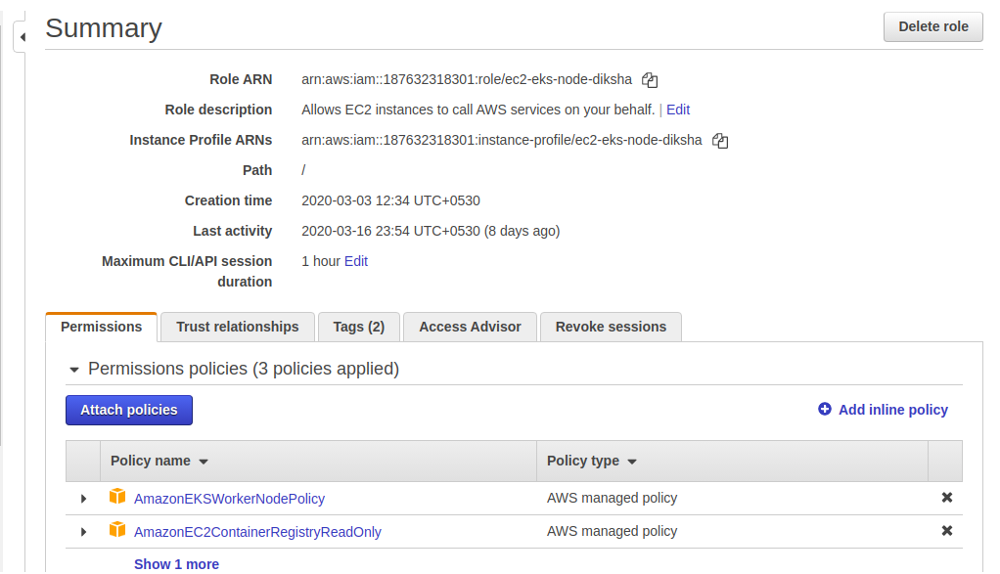 Summary
Delete role
Role ARN arn:aws:iam::187632318301:role/ec2-eks-node-diksha
Role description Allows EC2 instances to call AWS services on your behalf. | Edit
Instance Profile ARNs arn:aws:iam::187632318301:instance-profile/ec2-eks-node-diksha
Path /
Creation time 2020-03-03 12:34 UTC+0530
Last activity 2020-03-16 23:54 UTC+0530 (8 days ago)
Maximum CLI/API session 1 hour Edit
duration
Permissions Trust relationships Tags (2) Access Advisor Revoke sessions
Permissions policies (3 policies applied)
Attach policies Add inline policy
Policy name Policy type
AmazonEKSWorkerNodePolicy AWS managed policy
AmazonEC2ContainerRegistryReadOnly AWS managed policy
Show 1 more